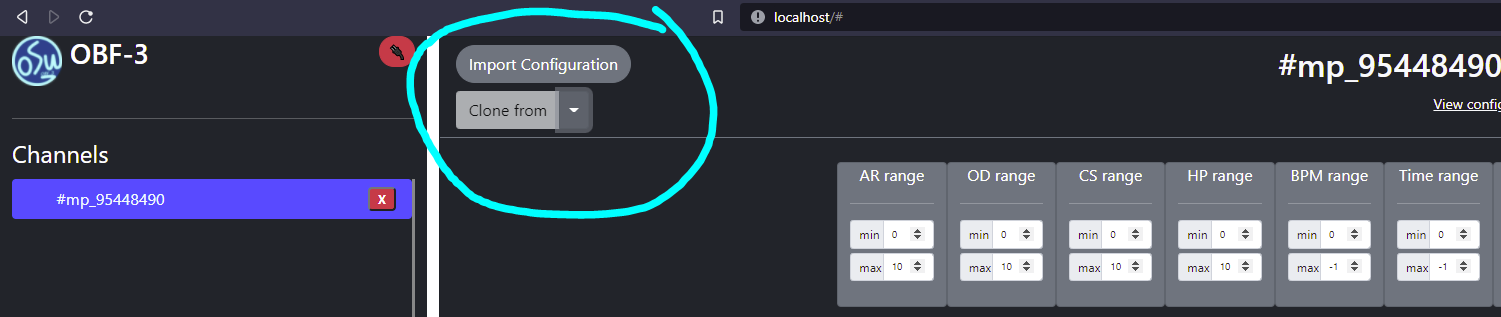 localhost/#
oSu
OBF-3
Import Configuration
Clone from
#mp_95448490
View config
Channels
#mp_95448490
X
AR range
OD range
CS range
HP range
BPM range
Time range
min 0
min 0
min 0
min 0
min 0
min 0
max 10
max 10
max 10
max 10
max -1
max -1